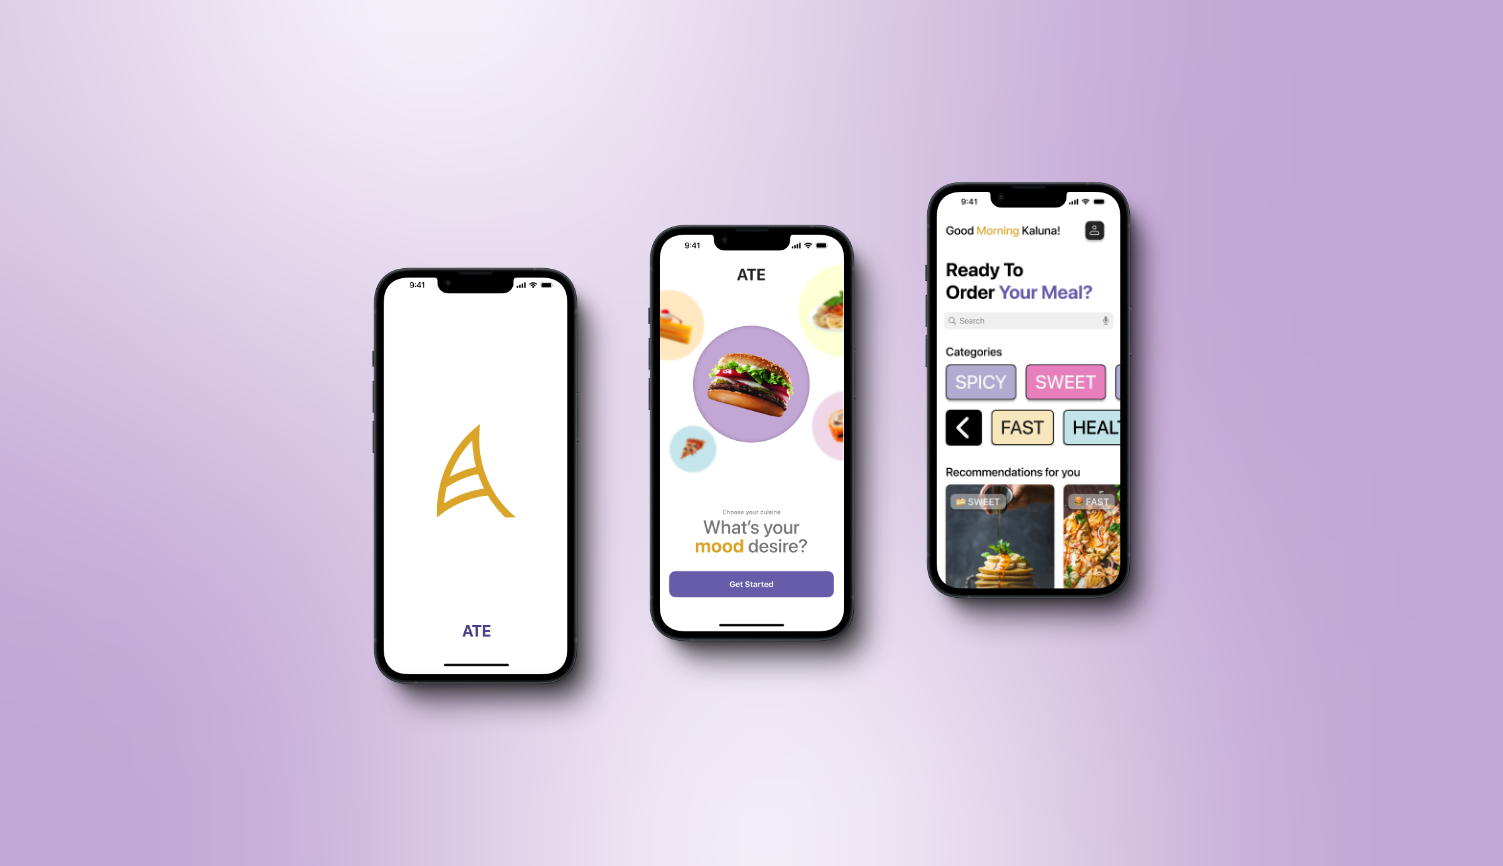 9:41
ATE
9:41
ATE
Choose your cuisine
What's your
mood desire?
Get Started
9:41
Good Morning Kaluna!
Ready To
Order Your Meal?
Search
Categories
SPICY
SWEET
FAST
HEALT
Recommendations for you
SWEET
FAST